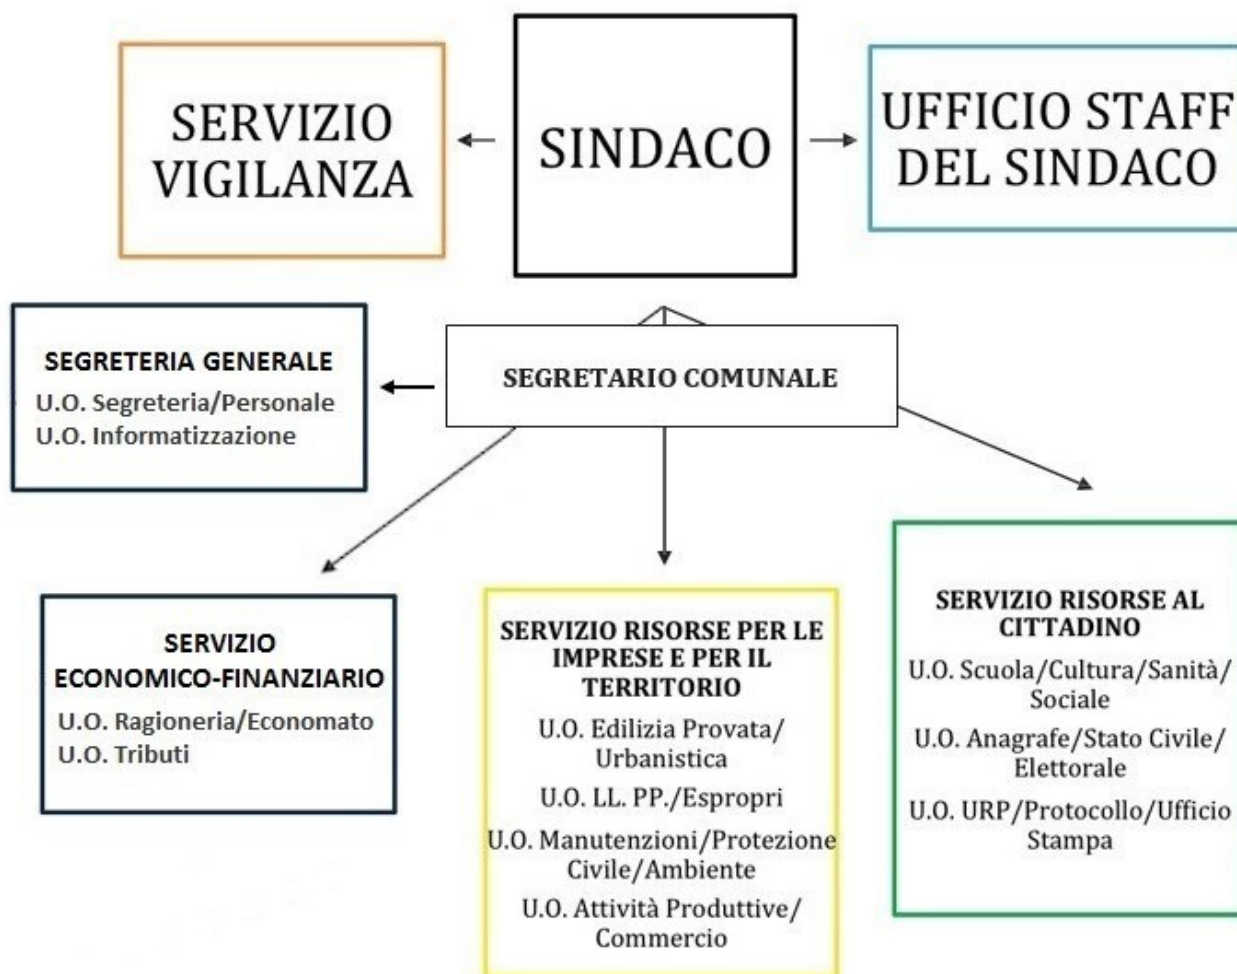 SERVIZIO
VIGILANZA
SINDACO
UFFICIO STAFF
DEL SINDACO
SEGRETERIA GENERALE
U.O. Segreteria/Personale
U.O. Informatizzazione
SEGRETARIO COMUNALE
SERVIZIO
ECONOMICO-FINANZIARIO
U.O. Ragioneria/Economato
U.O. Tributi
SERVIZIO RISORSE PER LE
IMPRESE E PER IL
TERRITORIO
U.O. Edilizia Provata/
Urbanistica
U.O. LL. PP./Espropri
U.O. Manutenzioni/Protezione
Civile/Ambiente
U.O. Attività Produttive/
Commercio
SERVIZIO RISORSE AL
CITTADINO
U.O. Scuola/Cultura/Sanità/
Sociale
U.O. Anagrafe/Stato Civile/
Elettorale
U.O. URP/Protocollo/Ufficio
Stampa